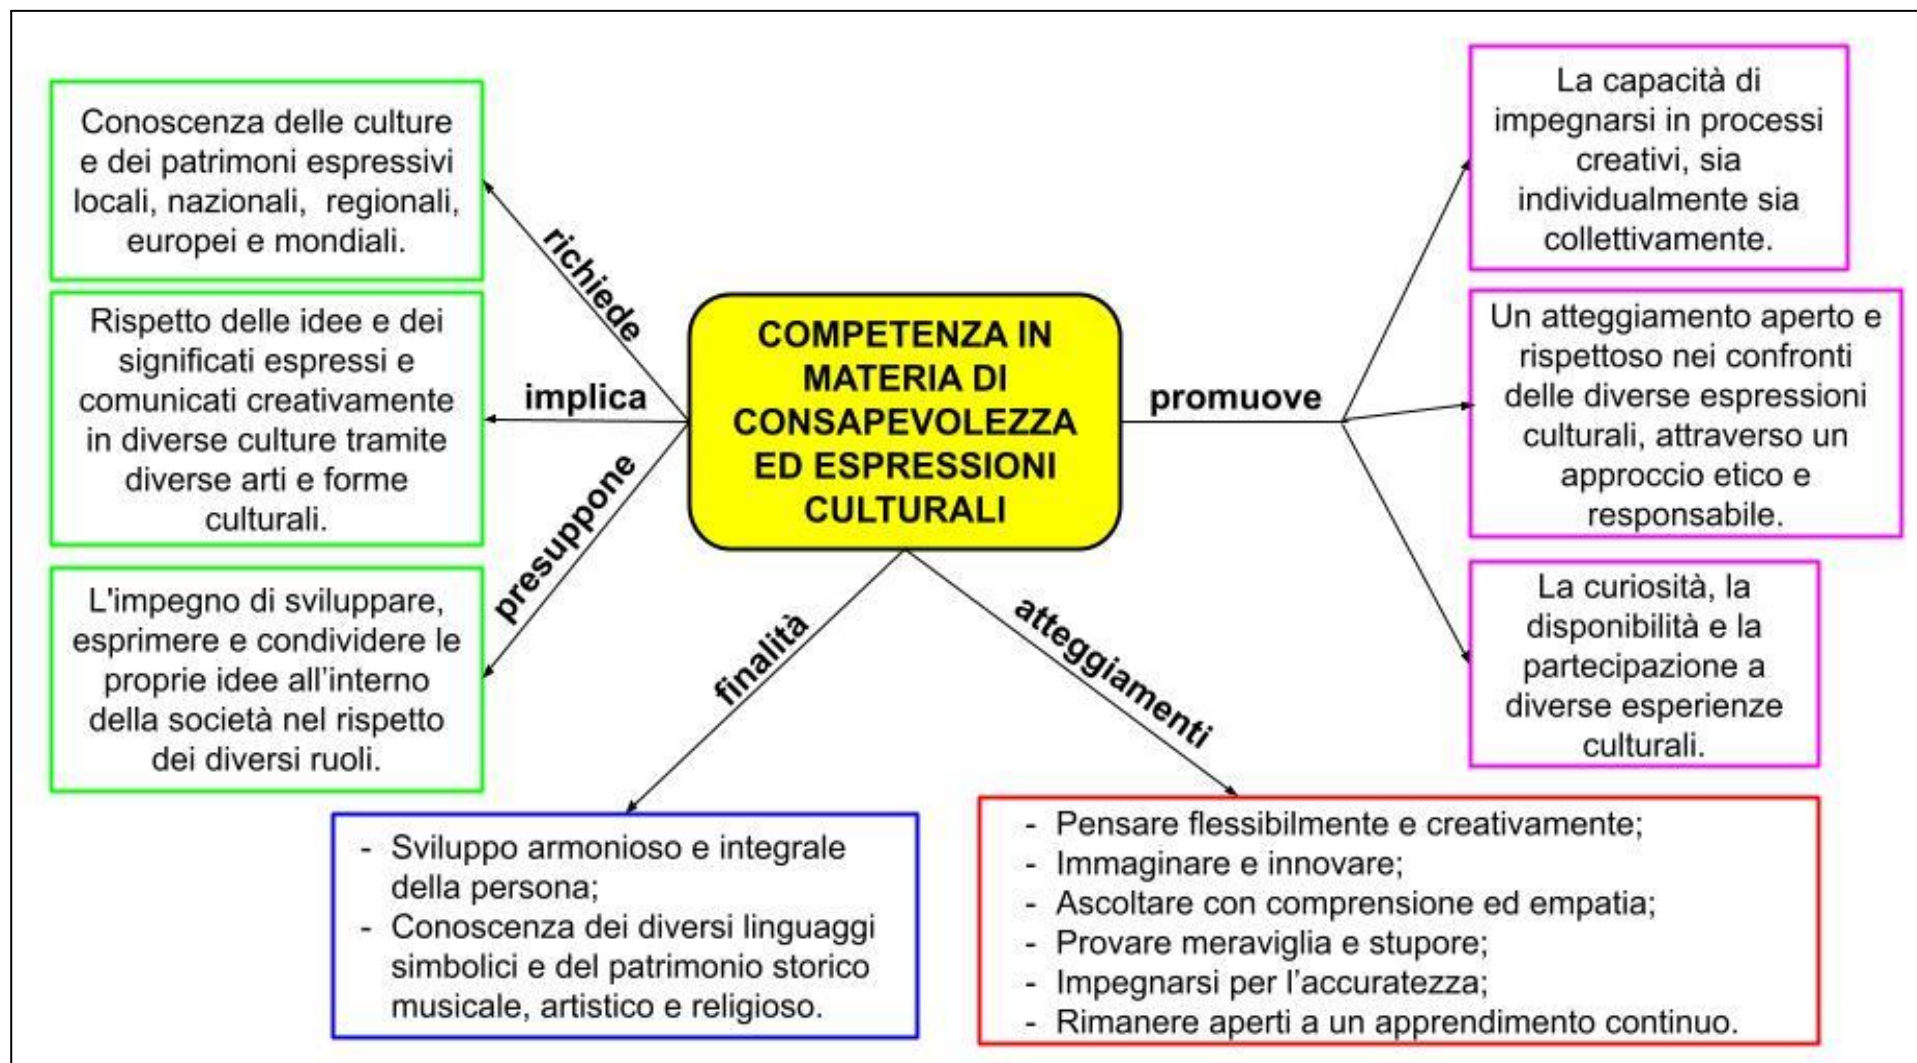 Conoscenza delle culture
e dei patrimoni espressivi
locali, nazionali, regionali,
europei e mondiali.
Rispetto delle idee e dei
significati espressi e
comunicati creativamente
in diverse culture tramite
diverse arti e forme
culturali.
L'impegno di sviluppare,
esprimere e condividere le
proprie idee all’interno
della società nel rispetto
dei diversi ruoli.
richiede
implica
presuppone
COMPETENZA IN
MATERIA DI
CONSAPEVOLEZZA
ED ESPRESSIONI
CULTURALI
promuove
La capacità di
impegnarsi in processi
creativi, sia
individualmente sia
collettivamente.
Un atteggiamento aperto e
rispettoso nei confronti
delle diverse espressioni
culturali, attraverso un
approccio etico e
responsabile.
La curiosità, la
disponibilità e la
partecipazione a
diverse esperienze
culturali.
finalità
atteggiamenti
- Sviluppo armonioso e integrale
della persona;
- Conoscenza dei diversi linguaggi
simbolici e del patrimonio storico
musicale, artistico e religioso.
- Pensare flessibilmente e creativamente;
- Immaginare e innovare;
- Ascoltare con comprensione ed empatia;
- Provare meraviglia e stupore;
- Impegnarsi per l’accuratezza;
- Rimanere aperti a un apprendimento continuo.